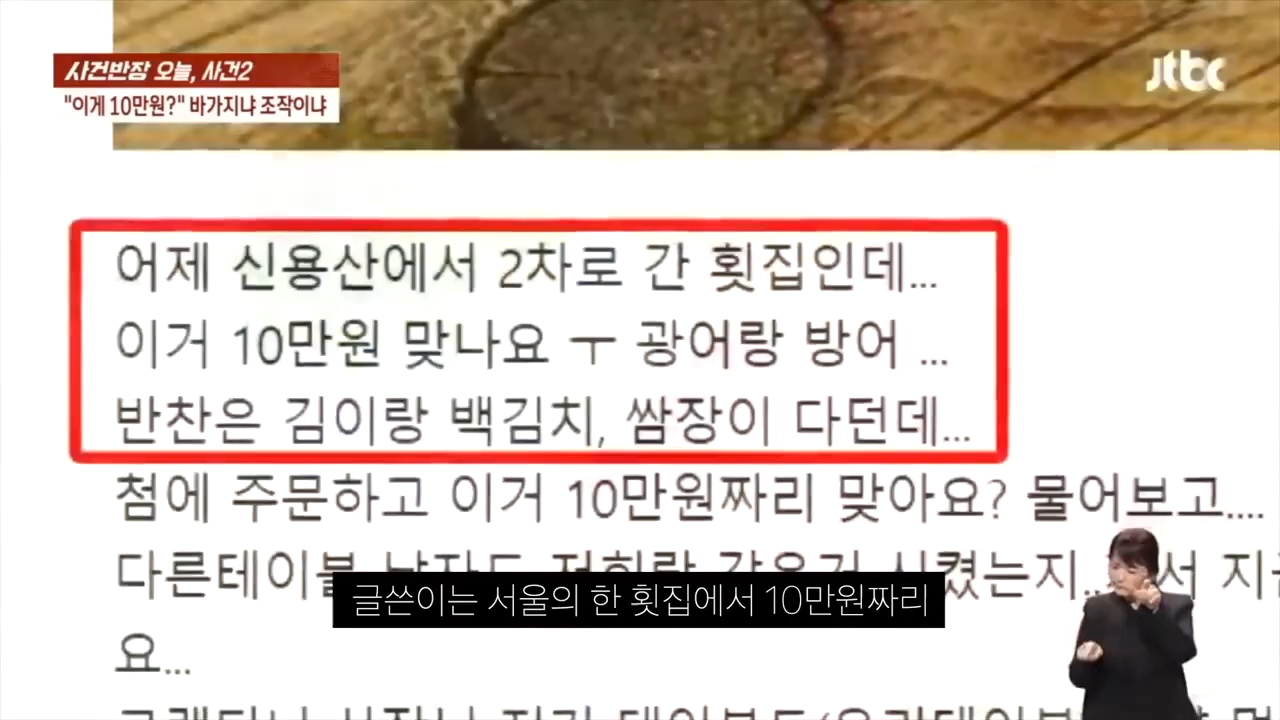 사건반장 오늘, 사건2
"이게 10만원?" 바가지냐 조작이냐
jtbc
어제 신용산에서 2차로 간 횟집인데...
이거 10만원 맞나요 ㅜ 광어랑 방어 ...
반찬은 김이랑 백김치, 쌈장이 다던데...
첨에 주문하고 이거 10만원짜리 맞아요? 물어보고....
다른테이블
글쓴이는 서울의 한 횟집에서 10만원짜리
요...